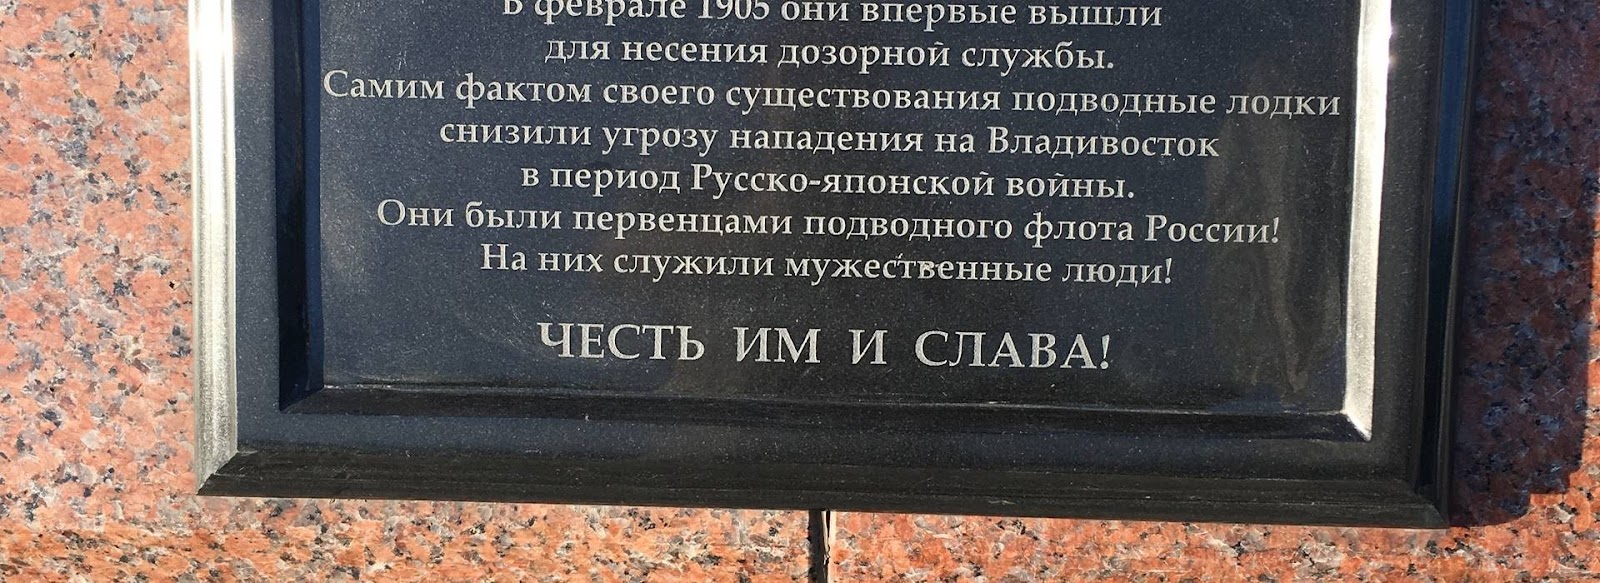 В феврале 1905 они впервые вышли
для несения дозорной службы.
Самим фактом своего существования подводные лодки
снизили угрозу нападения на Владивосток
в период Русско-японской войны.
Они были первенцами подводного флота России!
На них служили мужественные люди!
ЧЕСТЬ ИМ И СЛАВА!